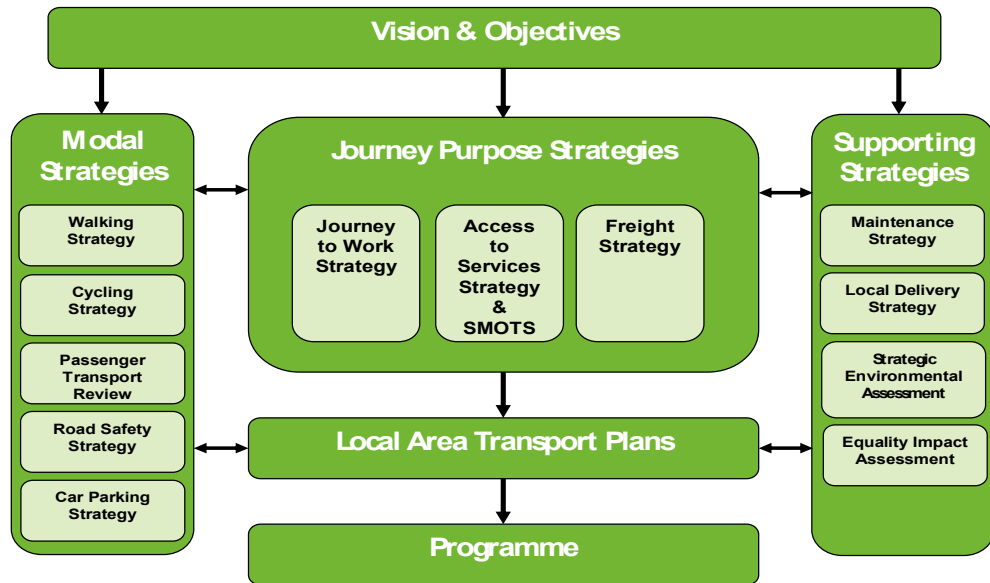 Vision & Objectives
Modal
Strategies
Walking
Strategy
Cycling
Strategy
Passenger
Transport
Review
Road Safety
Strategy
Car Parking
Strategy
Journey Purpose Strategies
Journey
to Work
Strategy
Access
to
Services
Strategy
&
SMOTS
Freight
Strategy
Local Area Transport Plans
Programme
Supporting
Strategies
Maintenance
Strategy
Local Delivery
Strategy
Strategic
Environmental
Assessment
Equality Impact
Assessment